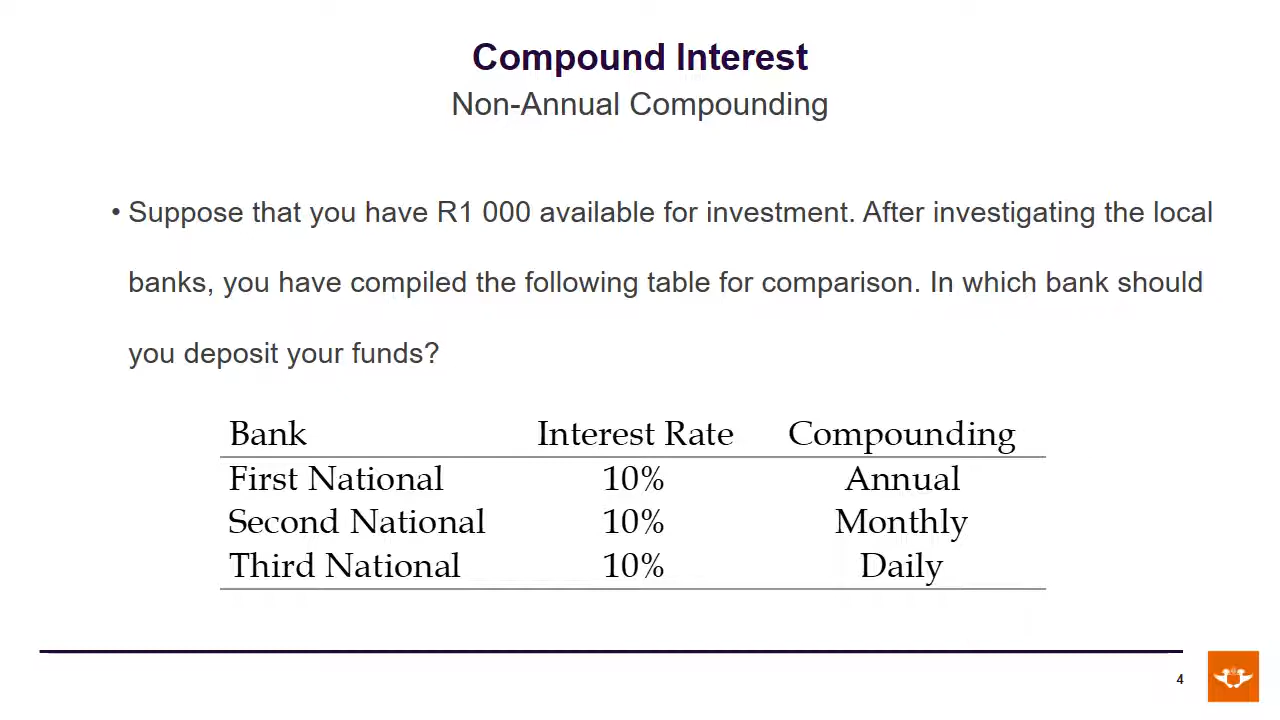 Compound Interest
Non-Annual Compounding
• Suppose that you have R1 000 available for investment. After investigating the local
banks, you have compiled the following table for comparison. In which bank should
you deposit your funds?
Bank Interest Rate Compounding
First National 10% Annual
Second National 10% Monthly
Third National 10% Daily
4